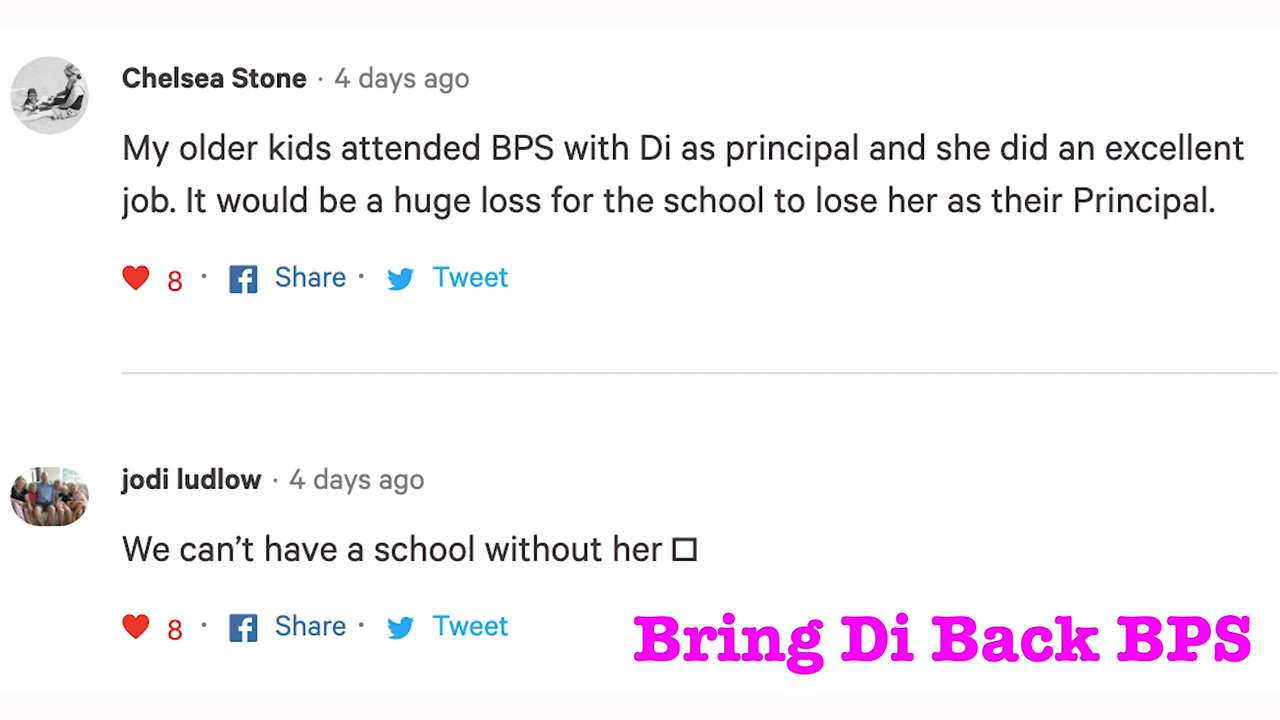 Chelsea Stone · 4 days ago
My older kids attended BPS with Di as principal and she did an excellent
job. It would be a huge loss for the school to lose her as their Principal.
8 · Share · Tweet
jodi ludlow · 4 days ago
We can’t have a school without her □
8 · Share · Tweet
Bring Di Back BPS